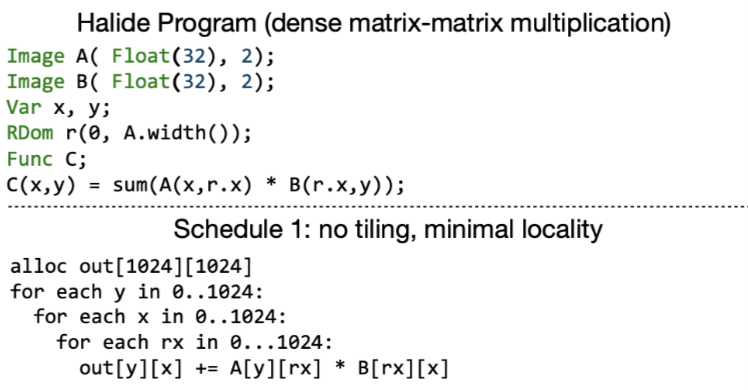 Halide Program (dense matrix-matrix multiplication)
Image A( Float(32), 2);
Image B( Float(32), 2);
Var x, y;
RDom r(0, A.width());
Func C;
C(x,y) = sum(A(x,r.x) * B(r.x,y));
Schedule 1: no tiling, minimal locality
alloc out[1024][1024]
for each y in 0..1024:
  for each x in 0..1024:
    for each rx in 0...1024:
      out[y][x] += A[y][rx] * B[rx][x]